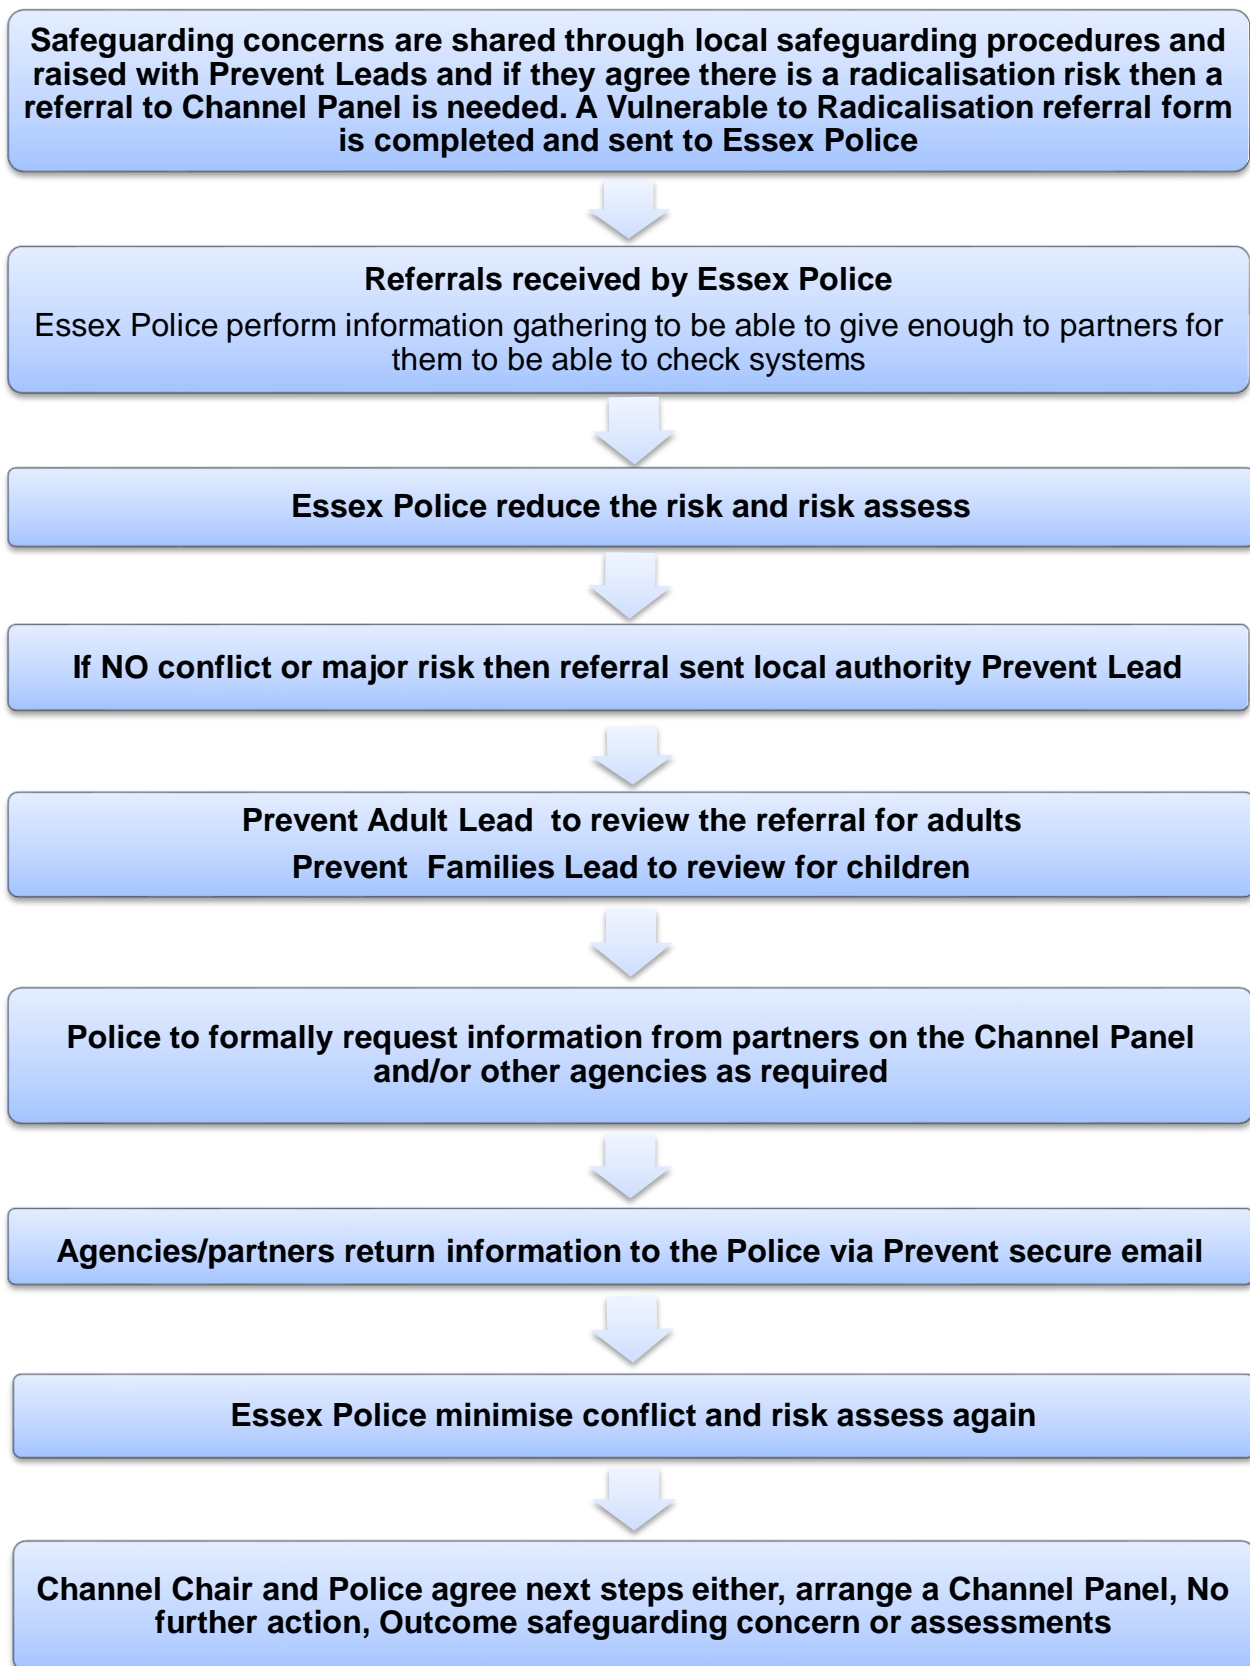 Safeguarding concerns are shared through local safeguarding procedures and
raised with Prevent Leads and if they agree there is a radicalisation risk then a
referral to Channel Panel is needed. A Vulnerable to Radicalisation referral form
is completed and sent to Essex Police
Referrals received by Essex Police
Essex Police perform information gathering to be able to give enough to partners for
them to be able to check systems
Essex Police reduce the risk and risk assess
If NO conflict or major risk then referral sent local authority Prevent Lead
Prevent Adult Lead to review the referral for adults
Prevent Families Lead to review for children
Police to formally request information from partners on the Channel Panel
and/or other agencies as required
Agencies/partners return information to the Police via Prevent secure email
Essex Police minimise conflict and risk assess again
Channel Chair and Police agree next steps either, arrange a Channel Panel, No
further action, Outcome safeguarding concern or assessments